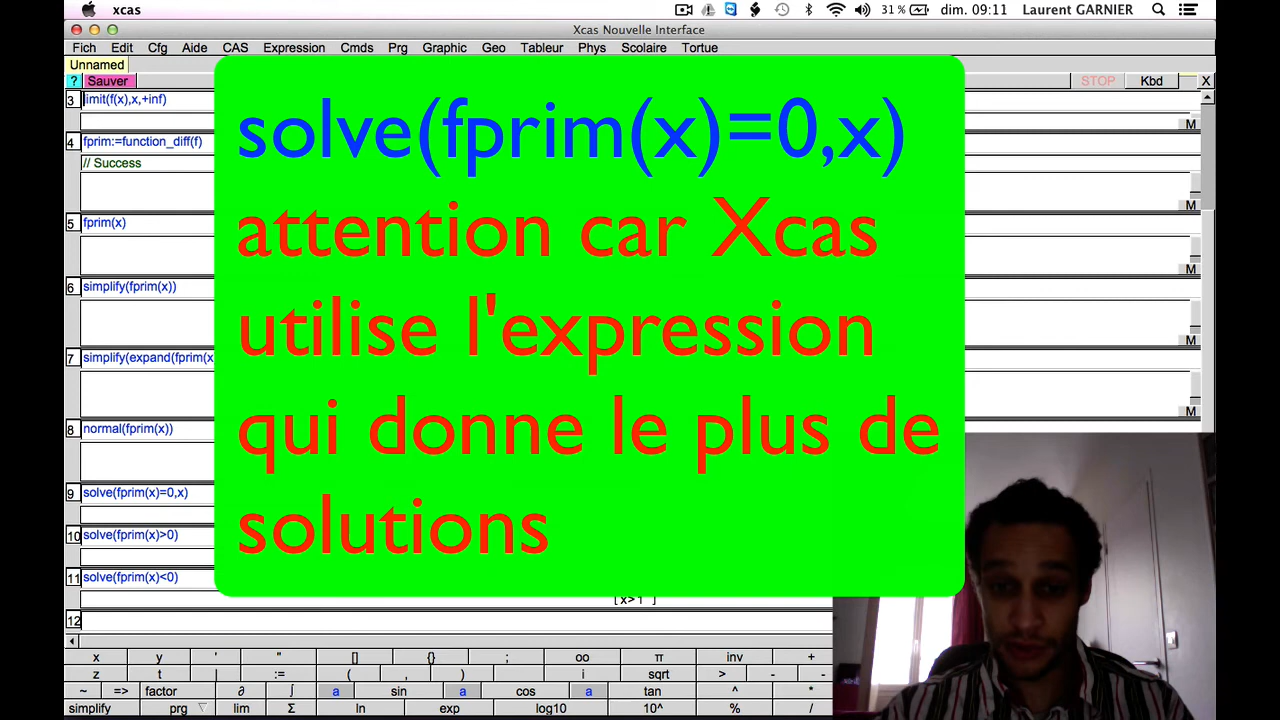 xcas
31 %
dim. 09:11
Laurent GARNIER
Xcas Nouvelle Interface
Fich Edit Cfg Aide CAS Expression Cmds Prg Graphic Geo Tableur Phys Scolaire Tortue
Unnamed
? Sauver STOP Kbd X
3 limit(f(x),x,+inf)
M
4 fprim:=function_diff(f)
// Success
M
5 fprim(x)
M
6 simplify(fprim(x))
M
7 simplify(expand(fprim(x
M
8 normal(fprim(x))
9 solve(fprim(x)=0,x)
10 solve(fprim(x)>0)
11 solve(fprim(x)<0)
[ x>1 ]
12
solve(fprim(x)=0,x)
attention car Xcas
utilise l'expression
qui donne le plus de
solutions
x y ' " [] {} ; oo π inv +
z t | := ( , ) i > - -
~ => factor ∂ ∫ a sin a cos a tan ^ *
simplify prg lim Σ ln exp log10 10^ % /